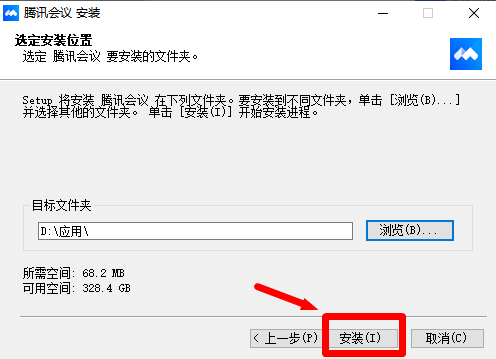 腾讯会议 安装
选定安装位置
选定 腾讯会议 要安装的文件夹。
Setup 将安装 腾讯会议 在下列文件夹。要安装到不同文件夹，单击 [浏览(B)...]
并选择其他的文件夹。 单击 [安装(I)] 开始安装进程。
目标文件夹
D:\应用\
浏览(B)...
所需空间: 68.2 MB
可用空间: 328.4 GB
< 上一步(P) 安装(I) 取消(C)